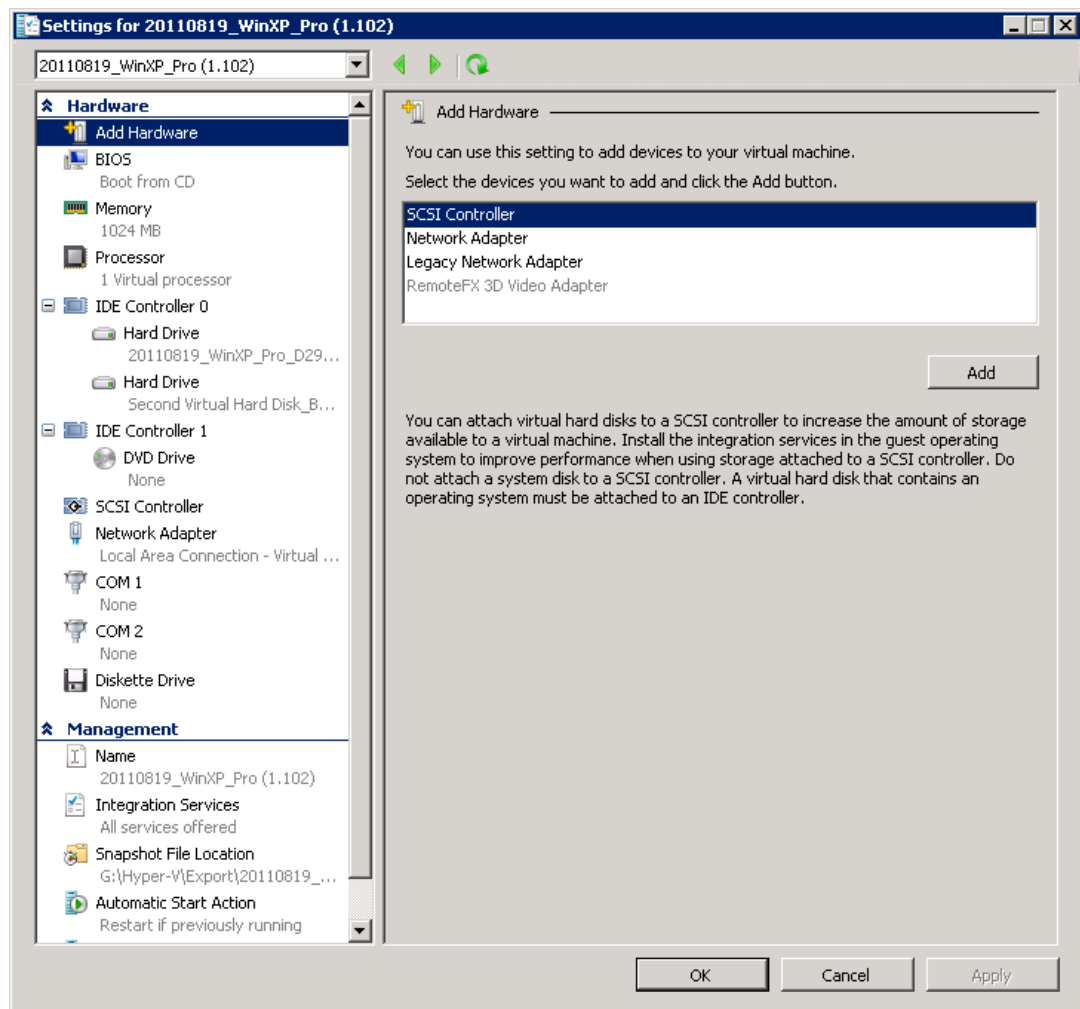 Settings for 20110819_WinXP_Pro (1.102)
20110819_WinXP_Pro (1.102)
Hardware
Add Hardware
BIOS
Boot from CD
Memory
1024 MB
Processor
1 Virtual processor
IDE Controller 0
Hard Drive
20110819_WinXP_Pro_D29...
Hard Drive
Second Virtual Hard Disk_B...
IDE Controller 1
DVD Drive
None
SCSI Controller
Network Adapter
Local Area Connection - Virtual ...
COM 1
None
COM 2
None
Diskette Drive
None
Management
Name
20110819_WinXP_Pro (1.102)
Integration Services
All services offered
Snapshot File Location
G:\Hyper-V\Export\20110819_...
Automatic Start Action
Restart if previously running
Add Hardware
You can use this setting to add devices to your virtual machine.
Select the devices you want to add and click the Add button.
SCSI Controller
Network Adapter
Legacy Network Adapter
RemoteFX 3D Video Adapter
Add
You can attach virtual hard disks to a SCSI controller to increase the amount of storage
available to a virtual machine. Install the integration services in the guest operating
system to improve performance when using storage attached to a SCSI controller. Do
not attach a system disk to a SCSI controller. A virtual hard disk that contains an
operating system must be attached to an IDE controller.
OK
Cancel
Apply